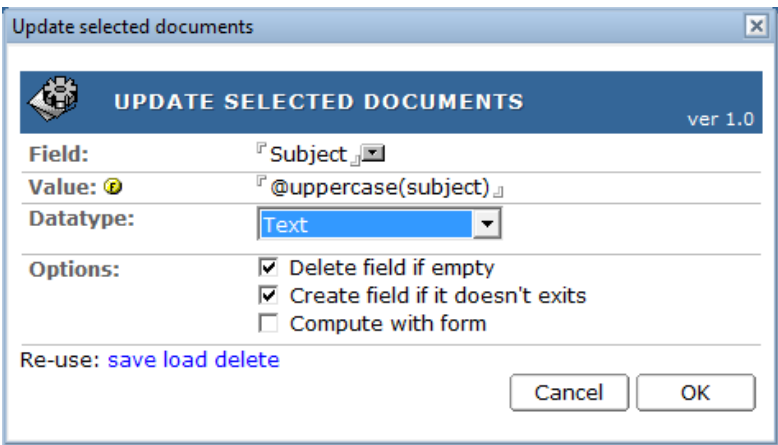 Update selected documents
UPDATE SELECTED DOCUMENTS
ver 1.0
Field: Subject
Value: @uppercase(subject)
Datatype: Text
Options: Delete field if empty
Create field if it doesn't exits
Compute with form
Re-use: save load delete
Cancel OK